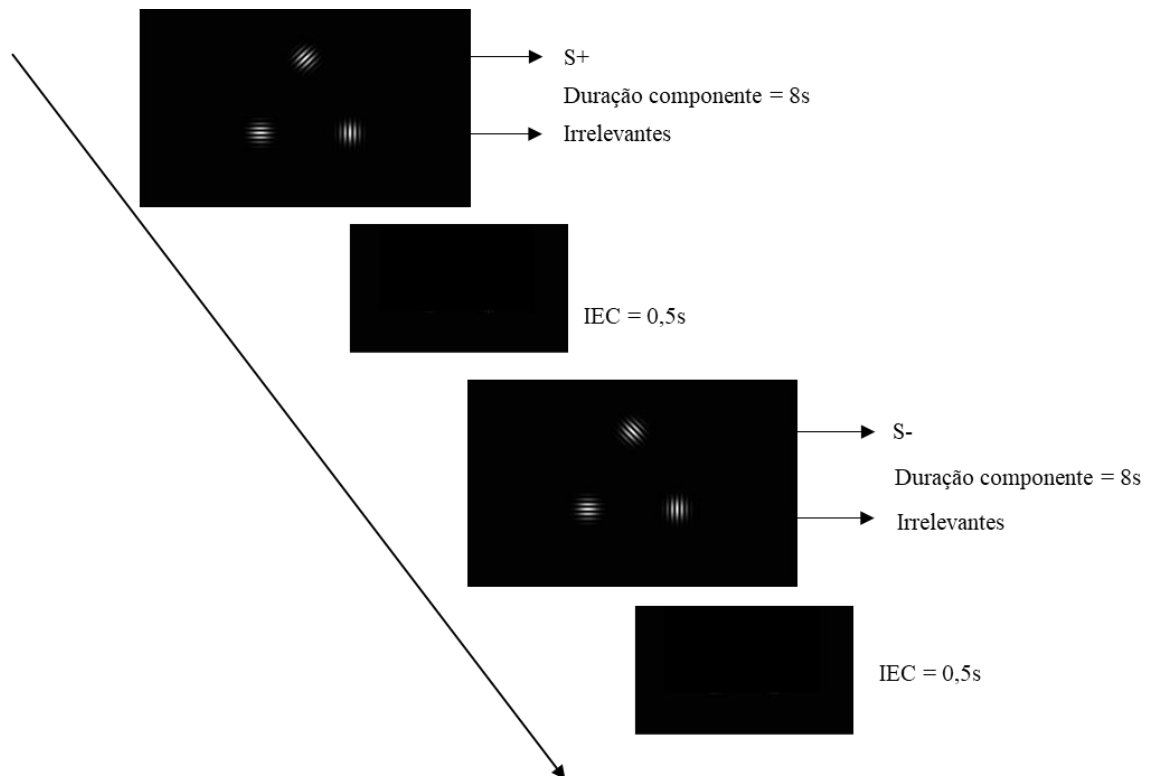 S+
Duração componente = 8s
Irrelevantes
IEC = 0,5s
S-
Duração componente = 8s
Irrelevantes
IEC = 0,5s